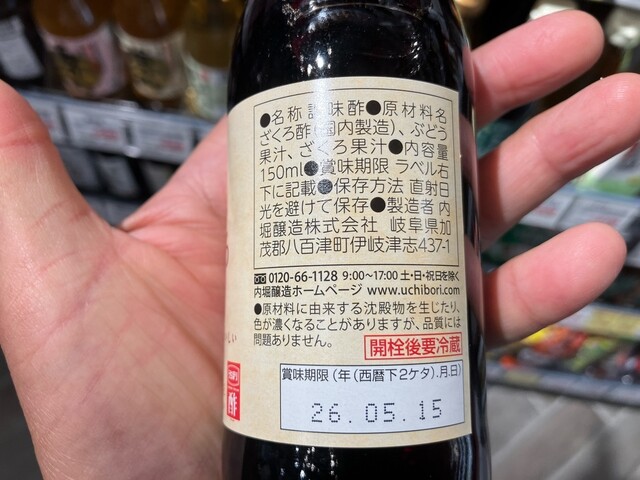 ●名称 調味酢●原材料名
ざくろ酢(国内製造)、ぶどう
果汁、ざくろ果汁●内容量
150ml●賞味期限 ラベル右
下に記載●保存方法 直射日
光を避けて保存●製造者 内
堀醸造株式会社 岐阜県加
茂郡八百津町伊岐津志437-1
0120-66-1128 9:00~17:00 土・日・祝日を除く
内堀醸造ホームページ www.uchibori.com
●原材料に由来する沈殿物を生じたり、
色が濃くなることがありますが、品質には
問題ありません。
開栓後要冷蔵
賞味期限(年(西暦下2ケタ).月.日)
26.05.15
酢